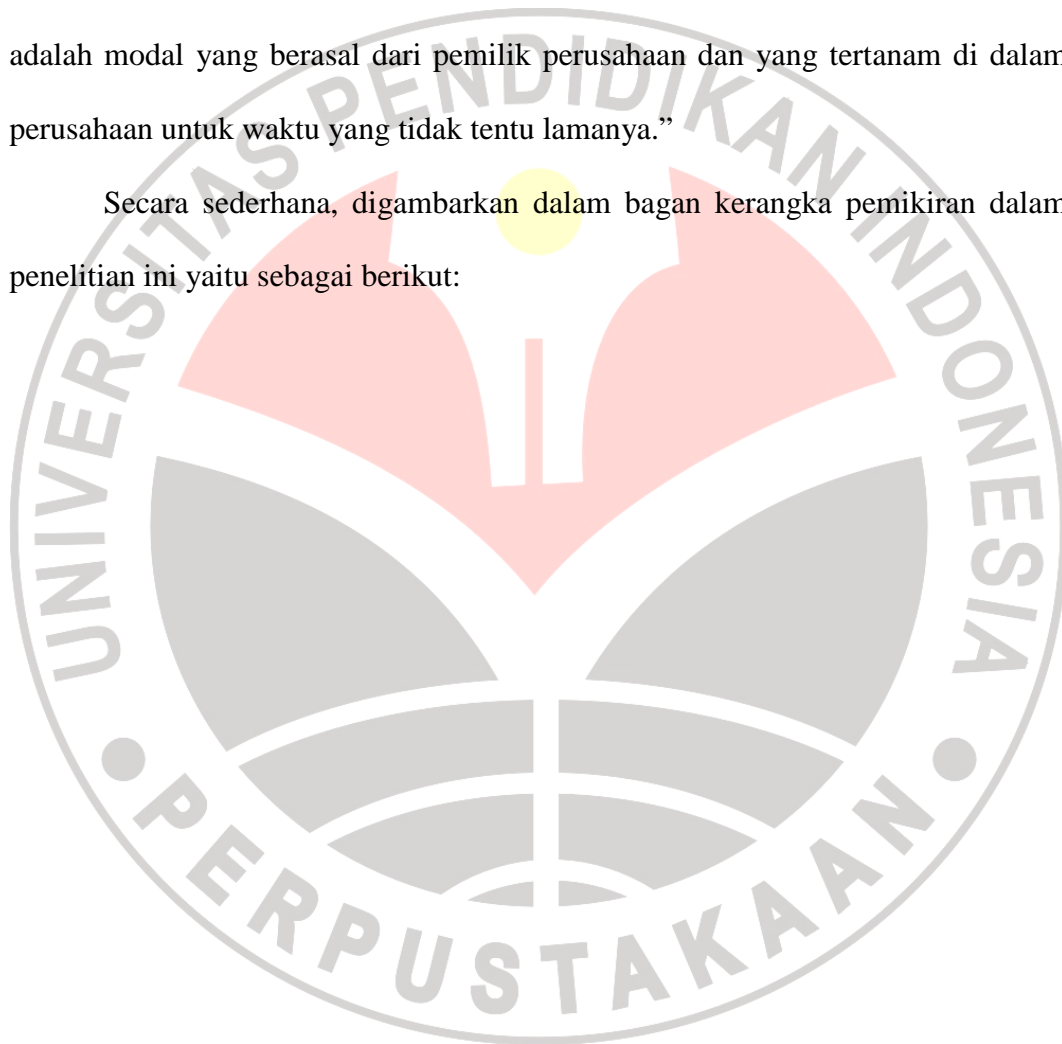 adalah modal yang berasal dari pemilik perusahaan dan yang tertanam di dalam
perusahaan untuk waktu yang tidak tentu lamanya.”
Secara sederhana, digambarkan dalam bagan kerangka pemikiran dalam
penelitian ini yaitu sebagai berikut:
UNIVERSITAS PENDIDIKAN INDONESIA
PERPUSTAKAAN